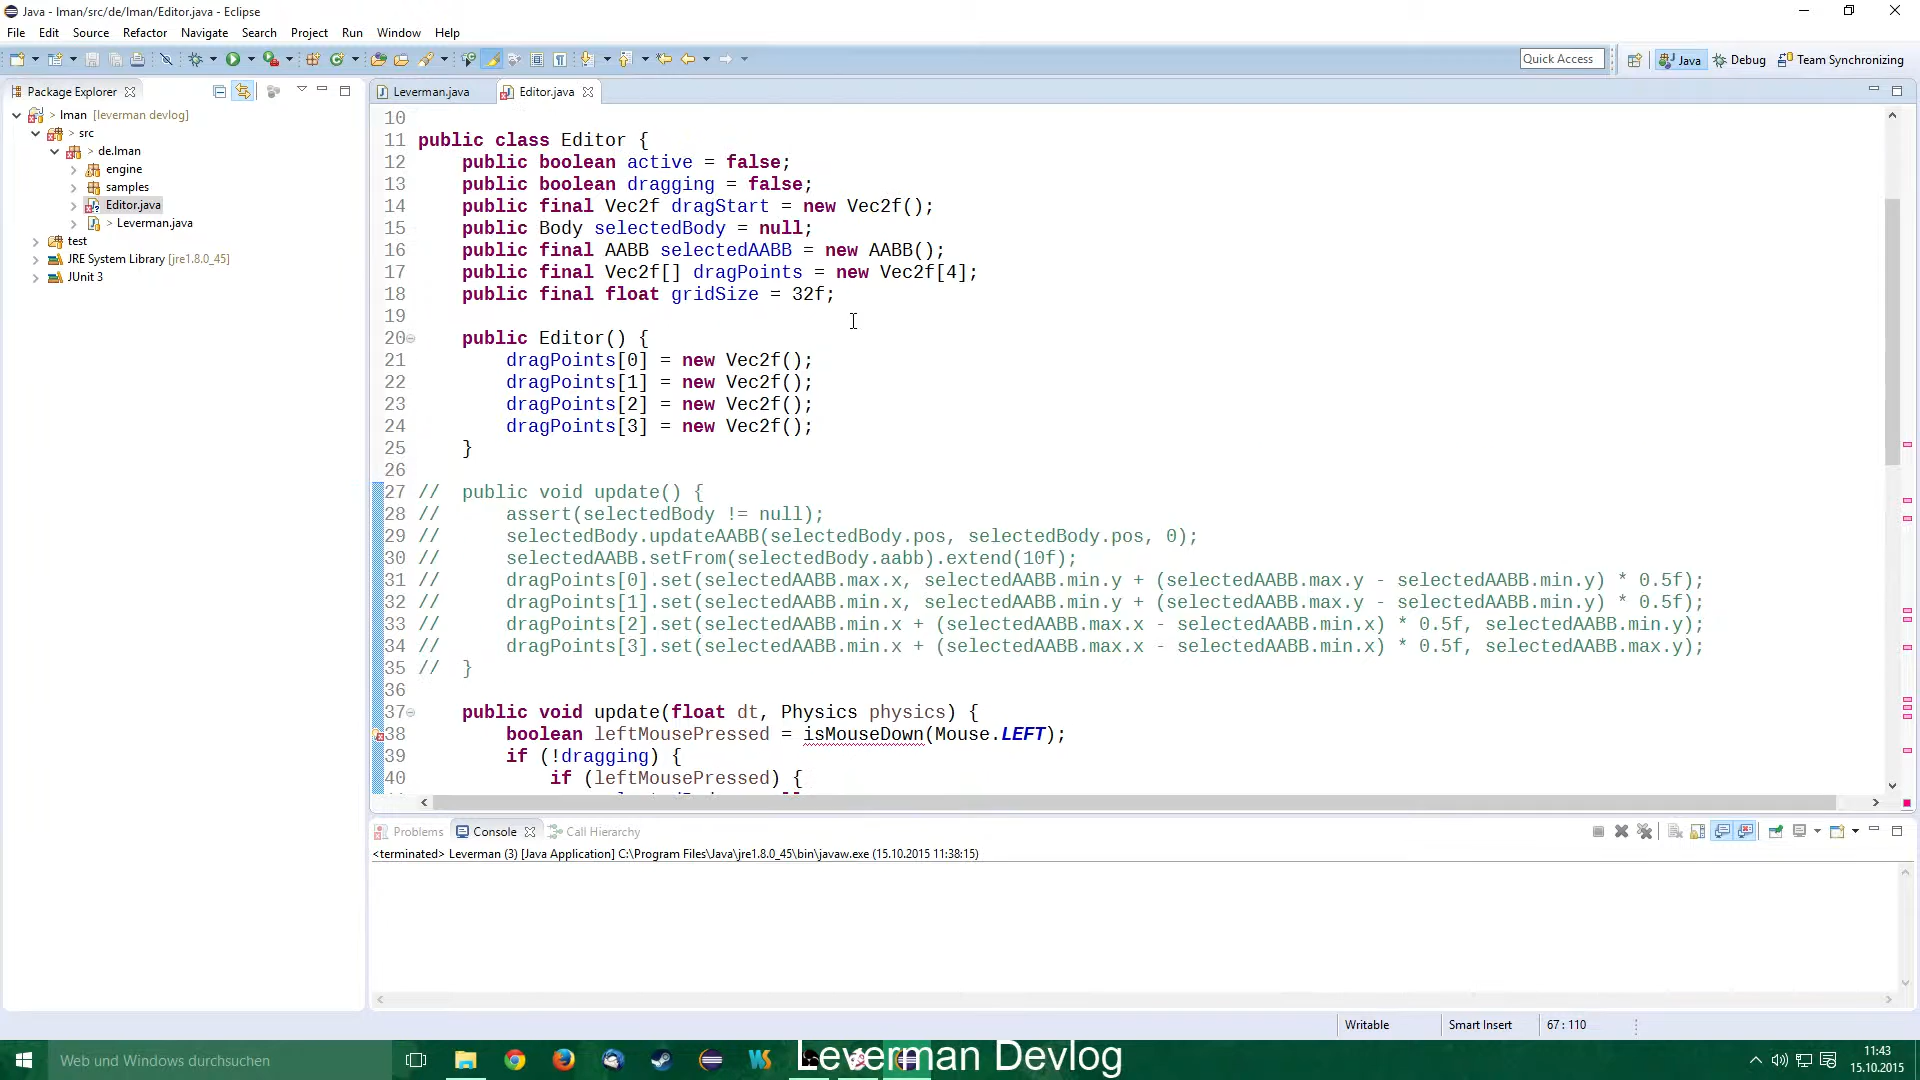 Java - lman/src/de/lman/Editor.java - Eclipse
File Edit Source Refactor Navigate Search Project Run Window Help
Quick Access
Java
Debug
Team Synchronizing
Package Explorer
> lman [leverman devlog]
> src
> de.lman
engine
samples
Editor.java
> Leverman.java
test
JRE System Library [jre1.8.0_45]
JUnit 3
Leverman.java
Editor.java
10
11 public class Editor {
12 public boolean active = false;
13 public boolean dragging = false;
14 public final Vec2f dragStart = new Vec2f();
15 public Body selectedBody = null;
16 public final AABB selectedAABB = new AABB();
17 public final Vec2f[] dragPoints = new Vec2f[4];
18 public final float gridSize = 32f;
19
20 public Editor() {
21 dragPoints[0] = new Vec2f();
22 dragPoints[1] = new Vec2f();
23 dragPoints[2] = new Vec2f();
24 dragPoints[3] = new Vec2f();
25 }
26
27 // public void update() {
28 // assert(selectedBody != null);
29 // selectedBody.updateAABB(selectedBody.pos, selectedBody.pos, 0);
30 // selectedAABB.setFrom(selectedBody.aabb).extend(10f);
31 // dragPoints[0].set(selectedAABB.max.x, selectedAABB.min.y + (selectedAABB.max.y - selectedAABB.min.y) * 0.5f);
32 // dragPoints[1].set(selectedAABB.min.x, selectedAABB.min.y + (selectedAABB.max.y - selectedAABB.min.y) * 0.5f);
33 // dragPoints[2].set(selectedAABB.min.x + (selectedAABB.max.x - selectedAABB.min.x) * 0.5f, selectedAABB.min.y);
34 // dragPoints[3].set(selectedAABB.min.x + (selectedAABB.max.x - selectedAABB.min.x) * 0.5f, selectedAABB.max.y);
35 // }
36
37 public void update(float dt, Physics physics) {
38 boolean leftMousePressed = isMouseDown(Mouse.LEFT);
39 if (!dragging) {
40 if (leftMousePressed) {
Problems
Console
Call Hierarchy
<terminated> Leverman (3) [Java Application] C:\Program Files\Java\jre1.8.0_45\bin\javaw.exe (15.10.2015 11:38:15)
Writable
Smart Insert
67 : 110
Web und Windows durchsuchen
Leverman Devlog
11:43
15.10.2015